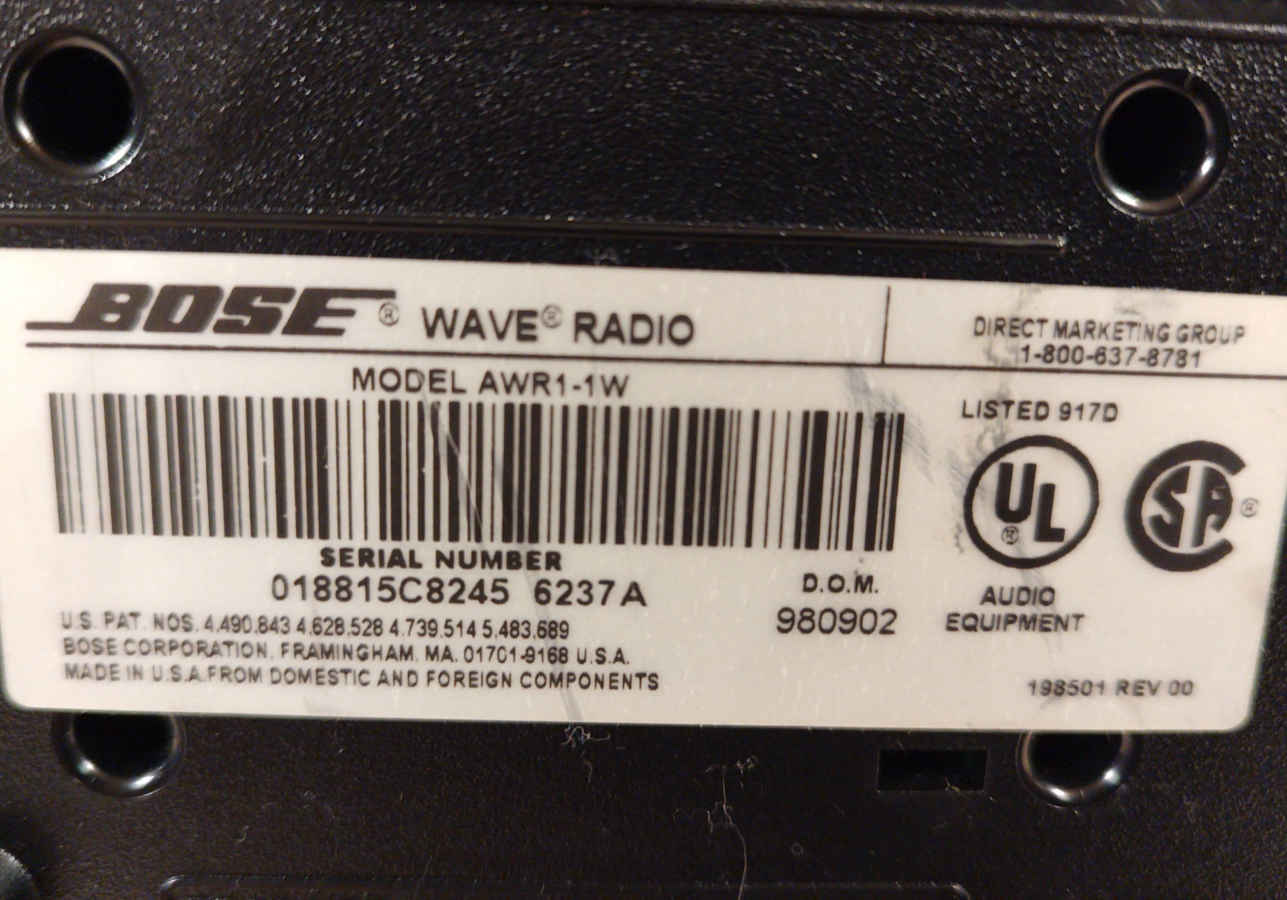 BOSE® WAVE® RADIO
DIRECT MARKETING GROUP
1-800-637-8781
MODEL AWR1-1W
LISTED 917D
UL®
SA®
SERIAL NUMBER
018815C8245 6237A
D.O.M.
980902
AUDIO
EQUIPMENT
U.S. PAT. NOS. 4,490,843 4,628,528 4,739,514 5,483,689
BOSE CORPORATION, FRAMINGHAM, MA. 01701-9168 U.S.A.
MADE IN U.S.A. FROM DOMESTIC AND FOREIGN COMPONENTS
198501 REV 00